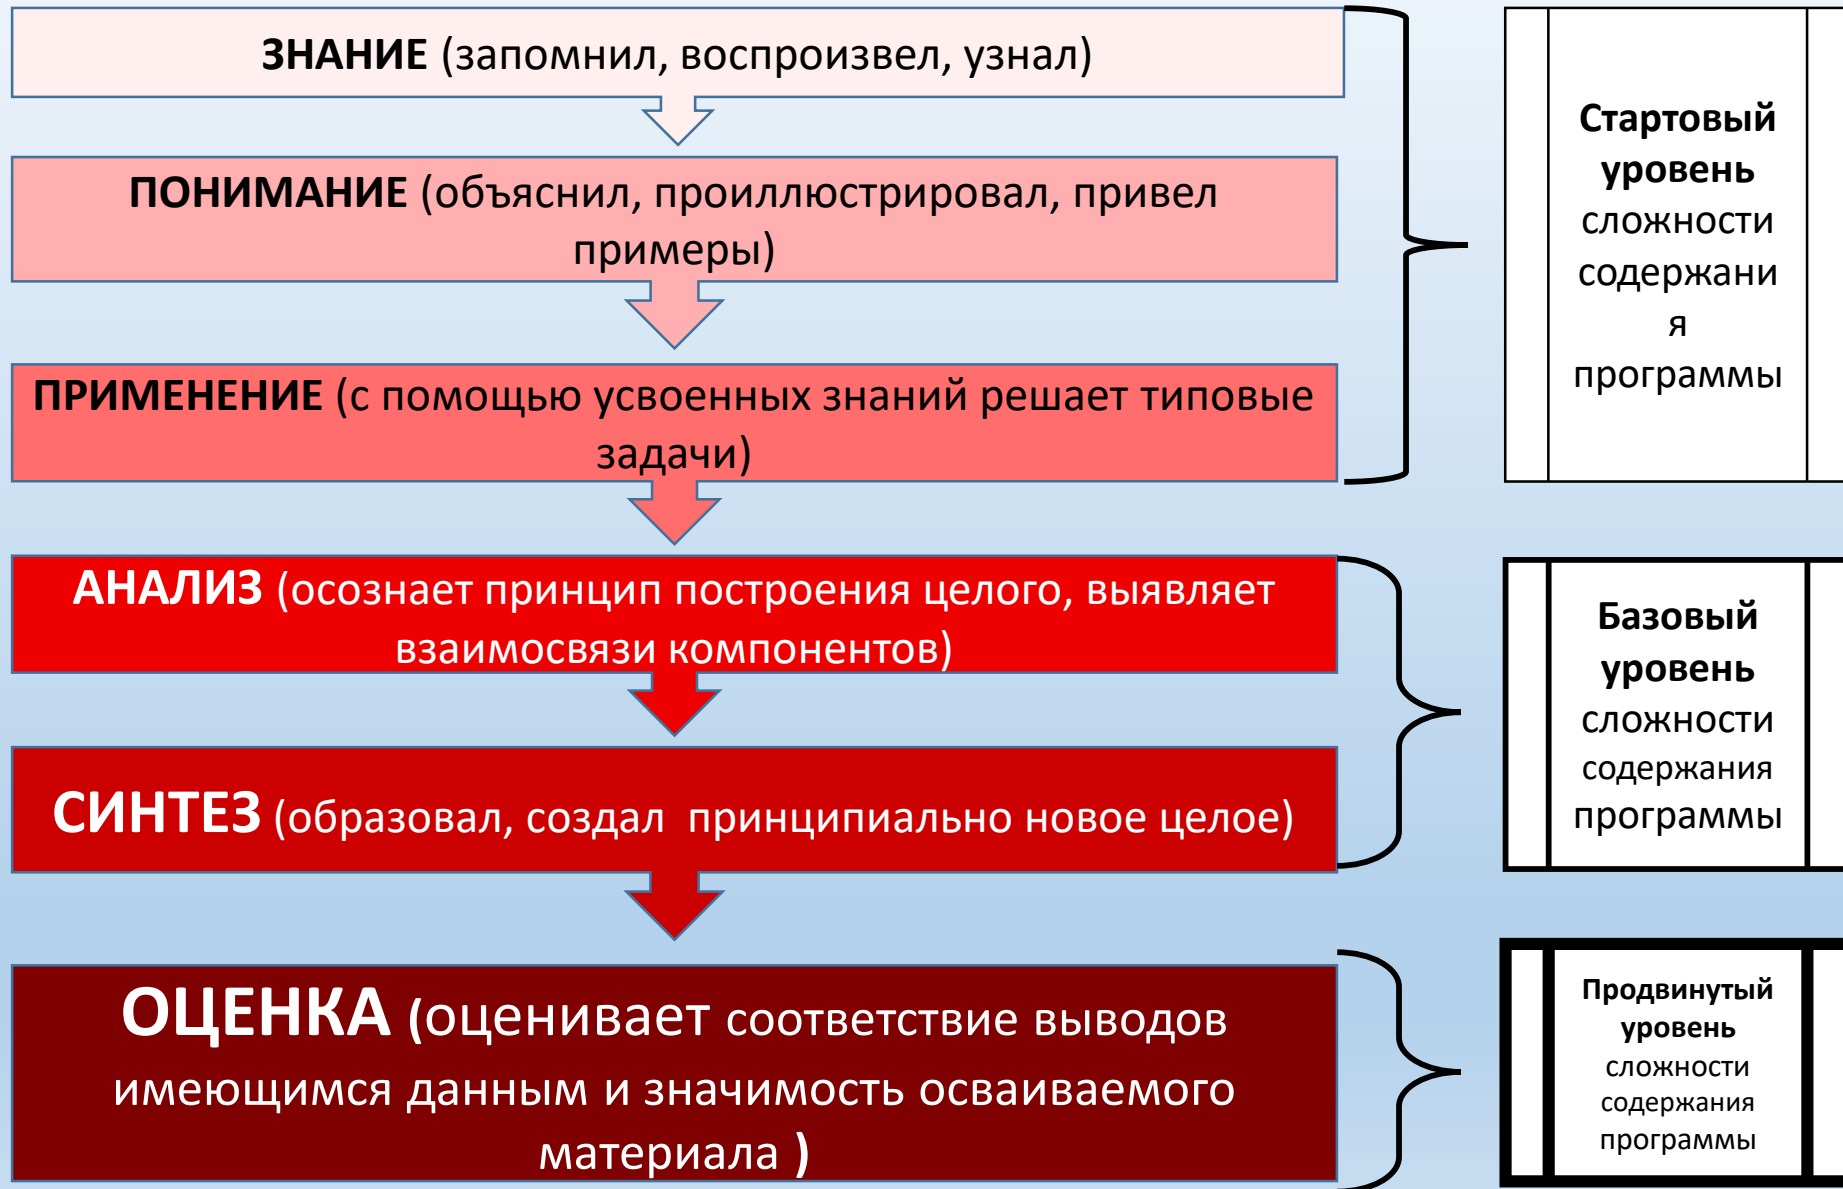 ЗНАНИЕ (запомнил, воспроизвел, узнал)
ПОНИМАНИЕ (объяснил, проиллюстрировал, привел
примеры)
ПРИМЕНЕНИЕ (с помощью усвоенных знаний решает типовые
задачи)
Стартовый
уровень
сложности
содержани
я
программы
АНАЛИЗ (осознает принцип построения целого, выявляет
взаимосвязи компонентов)
СИНТЕЗ (образовал, создал принципиально новое целое)
Базовый
уровень
сложности
содержания
программы
ОЦЕНКА (оценивает соответствие выводов
имеющимся данным и значимость осваиваемого
материала )
Продвинутый
уровень
сложности
содержания
программы